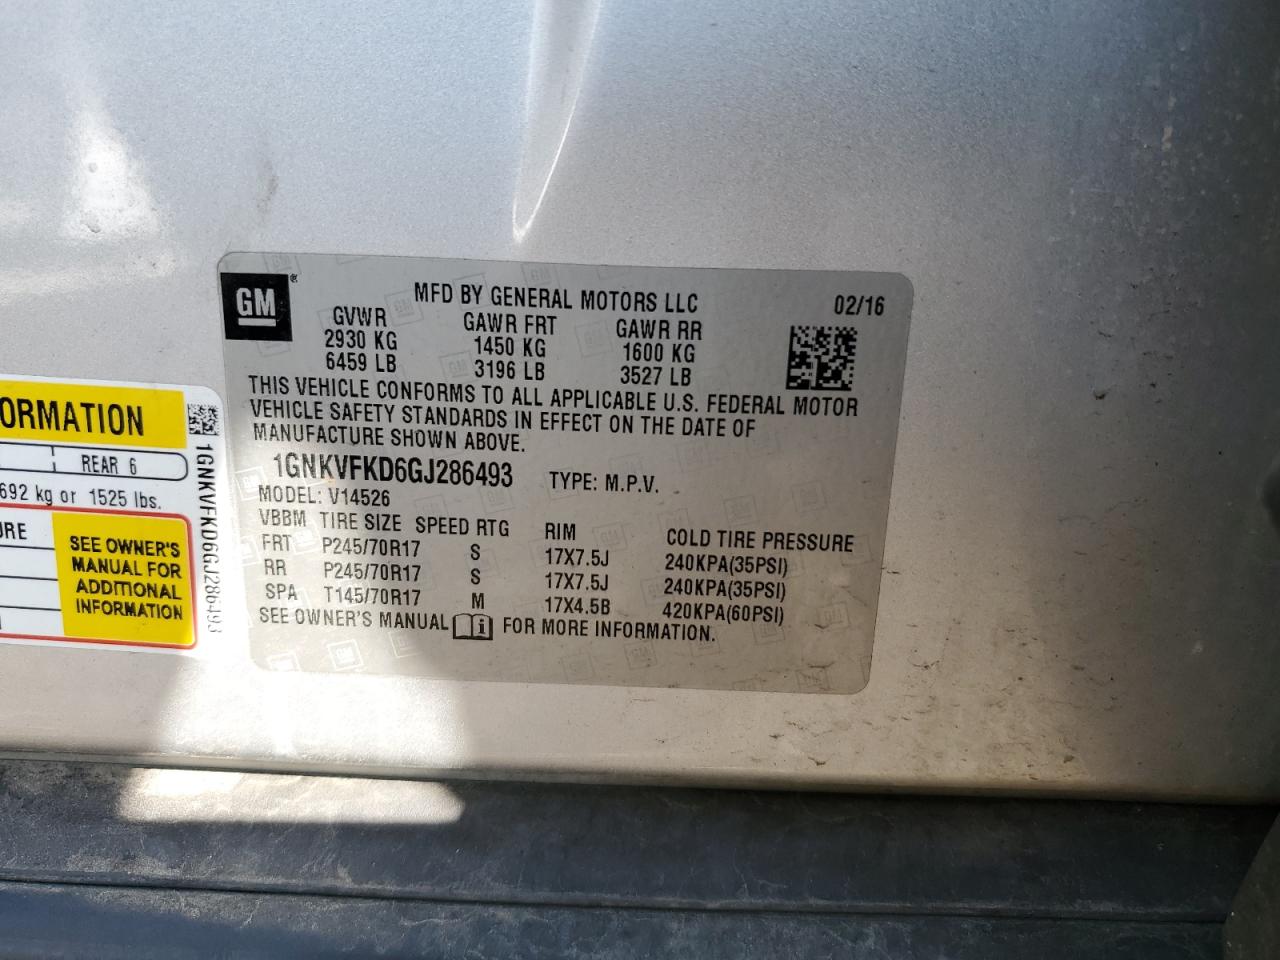 GM ®
MFD BY GENERAL MOTORS LLC 02/16
GVWR GAWR FRT GAWR RR
2930 KG 1450 KG 1600 KG
6459 LB 3196 LB 3527 LB
THIS VEHICLE CONFORMS TO ALL APPLICABLE U.S. FEDERAL MOTOR
VEHICLE SAFETY STANDARDS IN EFFECT ON THE DATE OF
MANUFACTURE SHOWN ABOVE.
1GNKVFKD6GJ286493 TYPE: M.P.V.
MODEL: V14526
VBBM TIRE SIZE SPEED RTG RIM COLD TIRE PRESSURE
FRT P245/70R17 S 17X7.5J 240KPA(35PSI)
RR P245/70R17 S 17X7.5J 240KPA(35PSI)
SPA T145/70R17 M 17X4.5B 420KPA(60PSI)
SEE OWNER'S MANUAL i FOR MORE INFORMATION.
ORMATION
REAR 6
692 kg or 1525 lbs.
URE
SEE OWNER'S
MANUAL FOR
ADDITIONAL
INFORMATION
1GNKVFKD6GJ286493